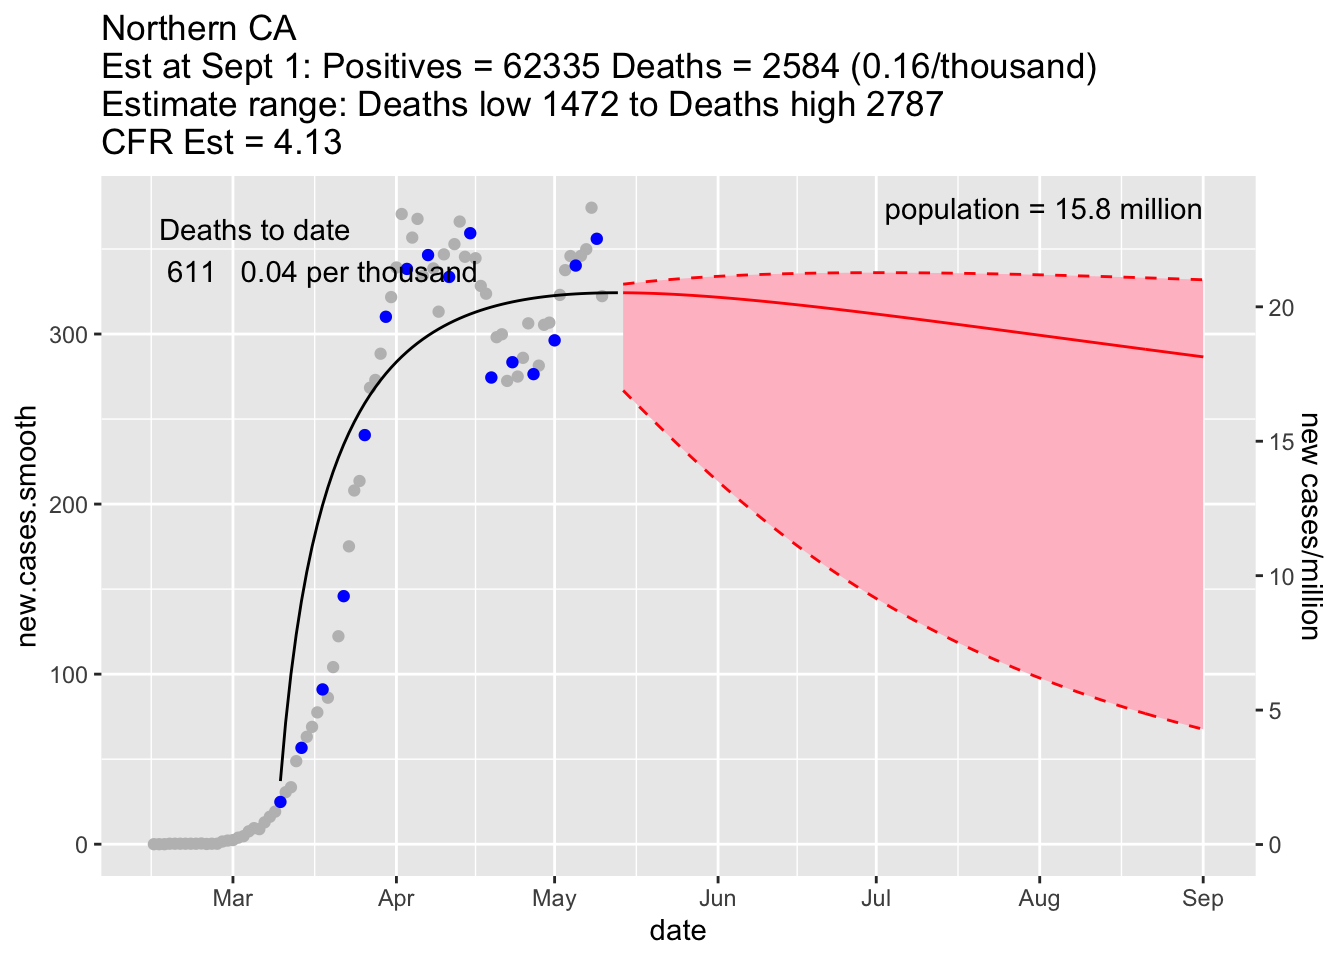 Northern CA
Est at Sept 1: Positives = 62335 Deaths = 2584 (0.16/thousand)
Estimate range: Deaths low 1472 to Deaths high 2787
CFR Est = 4.13
Deaths to date
611 0.04 per thousand
population = 15.8 million
new.cases.smooth
300
200
100
0
20
15
10
5
0
new cases/million
Mar Apr May Jun Jul Aug Sep
date